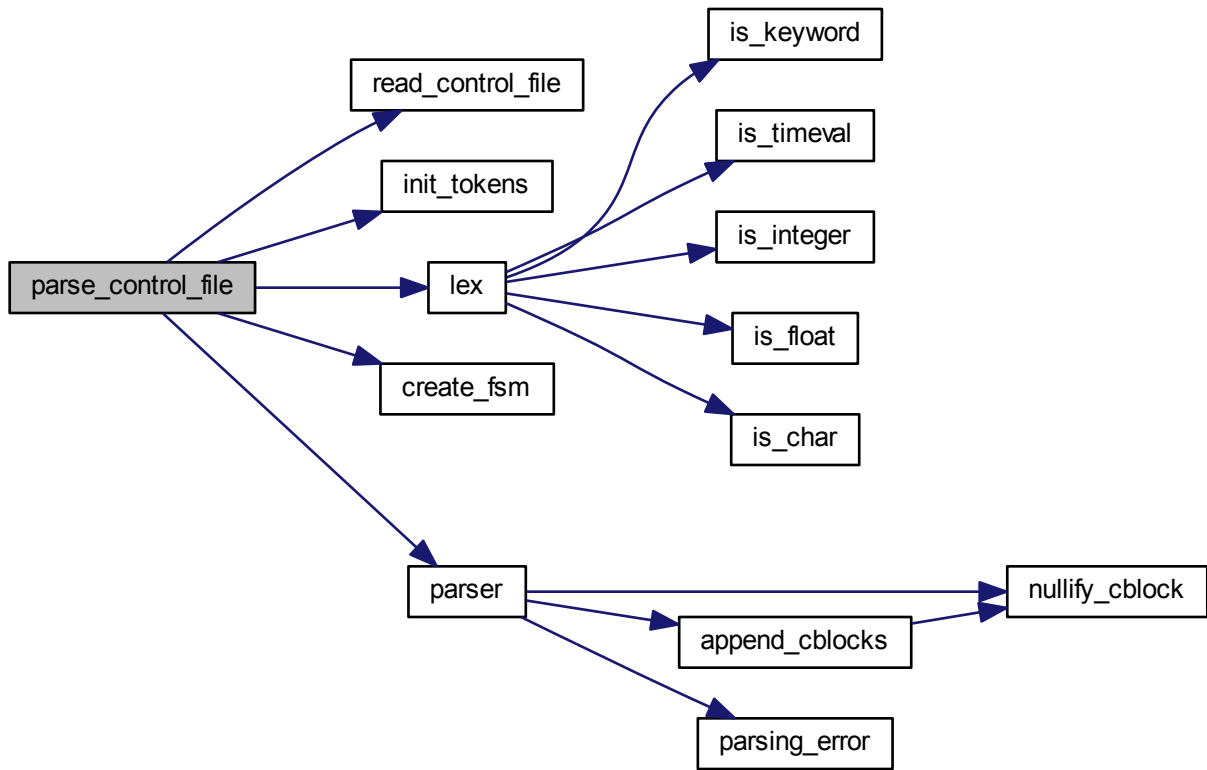 is_keyword
read_control_file
is_timeval
init_tokens
is_integer
parse_control_file
lex
is_float
create_fsm
is_char
parser
nullify_cblock
append_cblocks
parsing_error